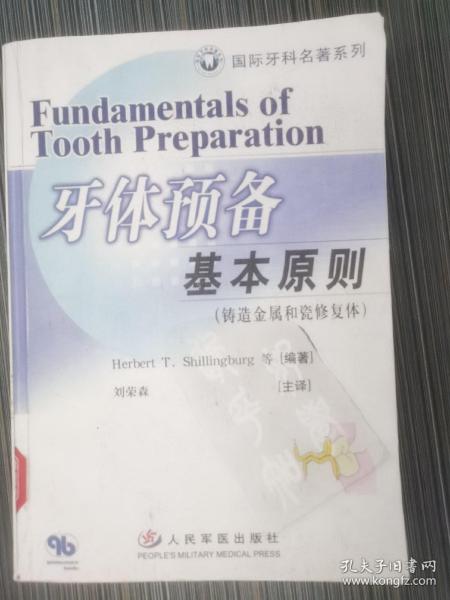 国际牙科名著系列
Fundamentals of
Tooth Preparation
牙体预备
基本原则
(铸造金属和瓷修复体)
Herbert T. Shillingburg 等 [编著]
刘荣森 [主译]
人民军医出版社
PEOPLE'S MILITARY MEDICAL PRESS
孔夫子旧书网
www.kongfz.com